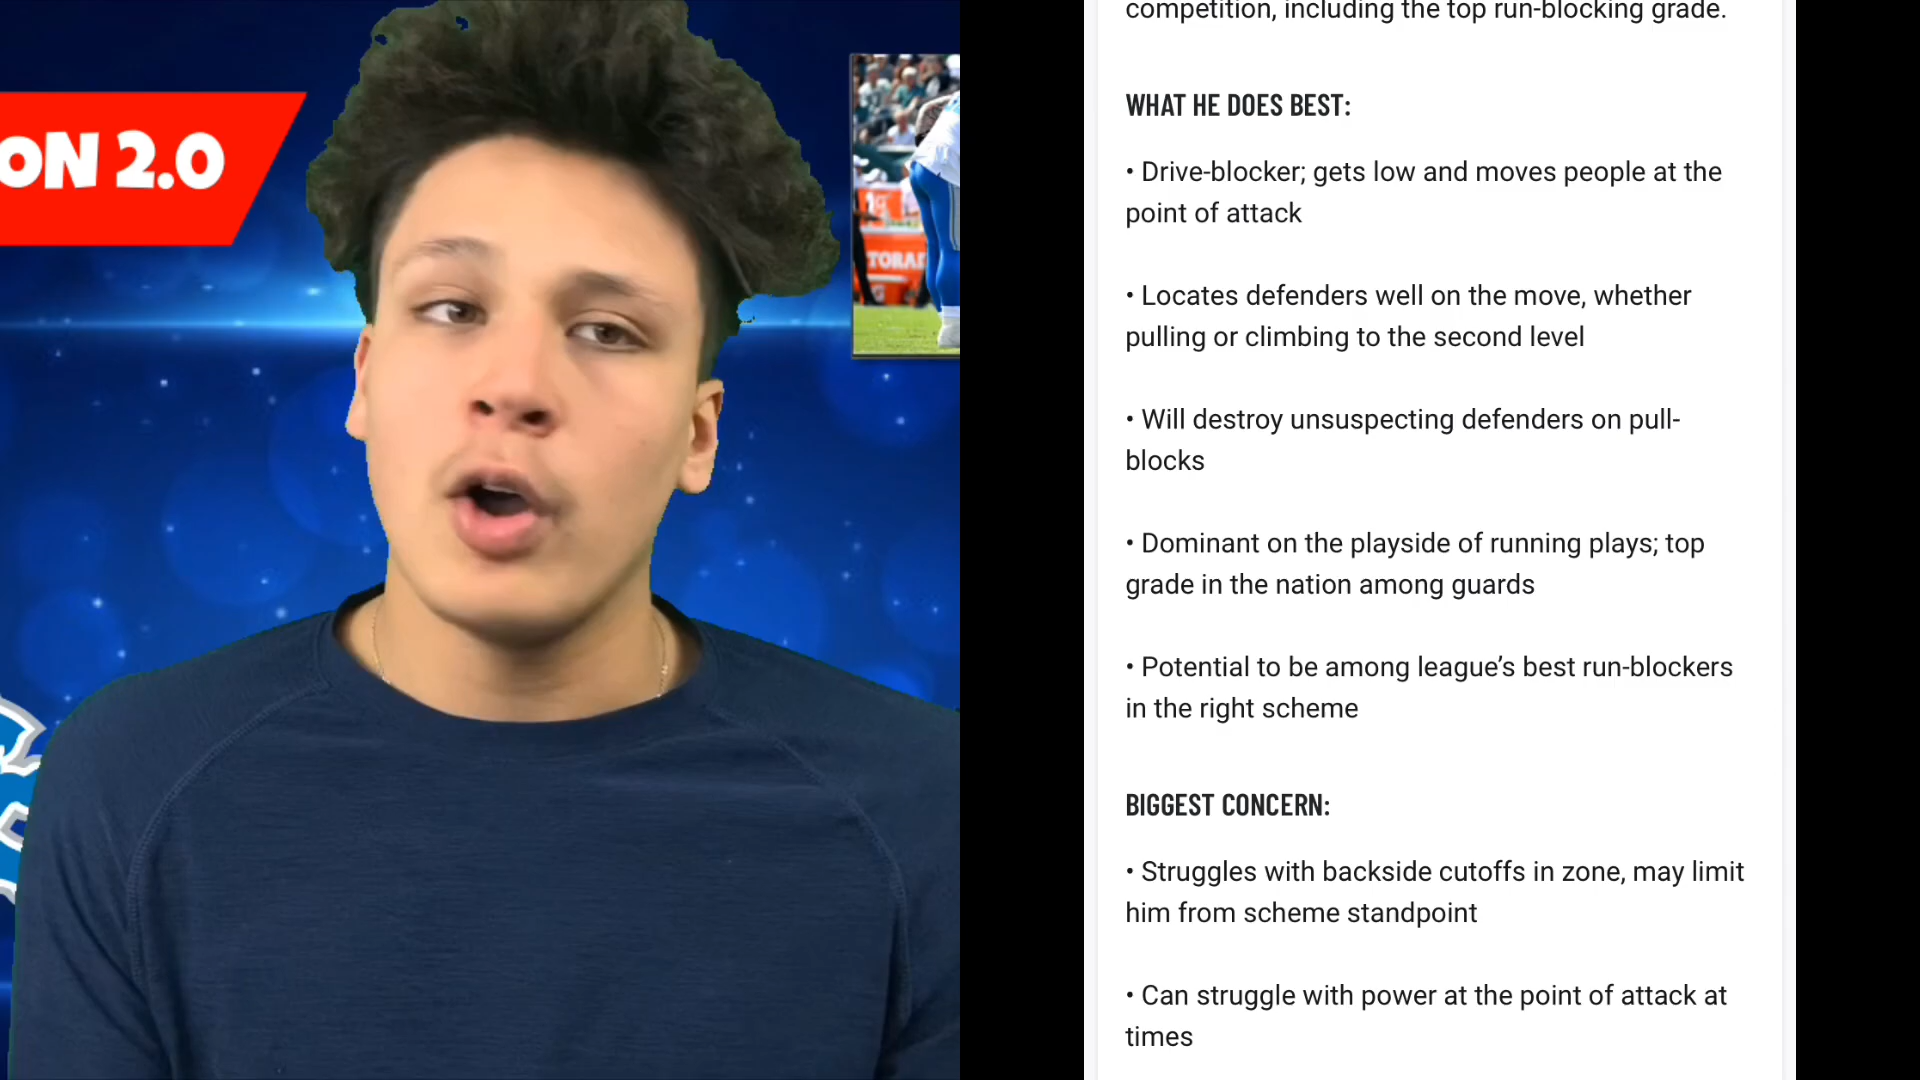 ON 2.0
TORA
competition, including the top run-blocking grade.
WHAT HE DOES BEST:
• Drive-blocker; gets low and moves people at the
point of attack
• Locates defenders well on the move, whether
pulling or climbing to the second level
• Will destroy unsuspecting defenders on pull-
blocks
• Dominant on the playside of running plays; top
grade in the nation among guards
• Potential to be among league’s best run-blockers
in the right scheme
BIGGEST CONCERN:
• Struggles with backside cutoffs in zone, may limit
him from scheme standpoint
• Can struggle with power at the point of attack at
times